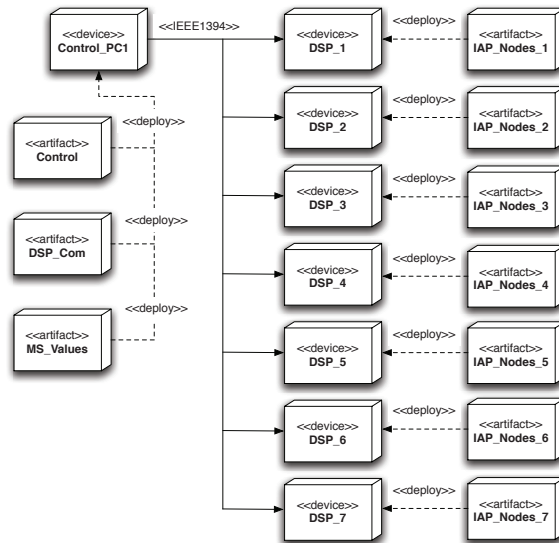 <<device>>
Control_PC1
<<IEEE1394>>
<<device>>
DSP_1
<<deploy>>
<<artifact>>
IAP_Nodes_1
<<deploy>>
<<artifact>>
Control
<<device>>
DSP_2
<<deploy>>
<<artifact>>
IAP_Nodes_2
<<device>>
DSP_3
<<deploy>>
<<artifact>>
IAP_Nodes_3
<<deploy>>
<<artifact>>
DSP_Com
<<device>>
DSP_4
<<deploy>>
<<artifact>>
IAP_Nodes_4
<<deploy>>
<<artifact>>
MS_Values
<<device>>
DSP_5
<<deploy>>
<<artifact>>
IAP_Nodes_5
<<device>>
DSP_6
<<deploy>>
<<artifact>>
IAP_Nodes_6
<<device>>
DSP_7
<<deploy>>
<<artifact>>
IAP_Nodes_7